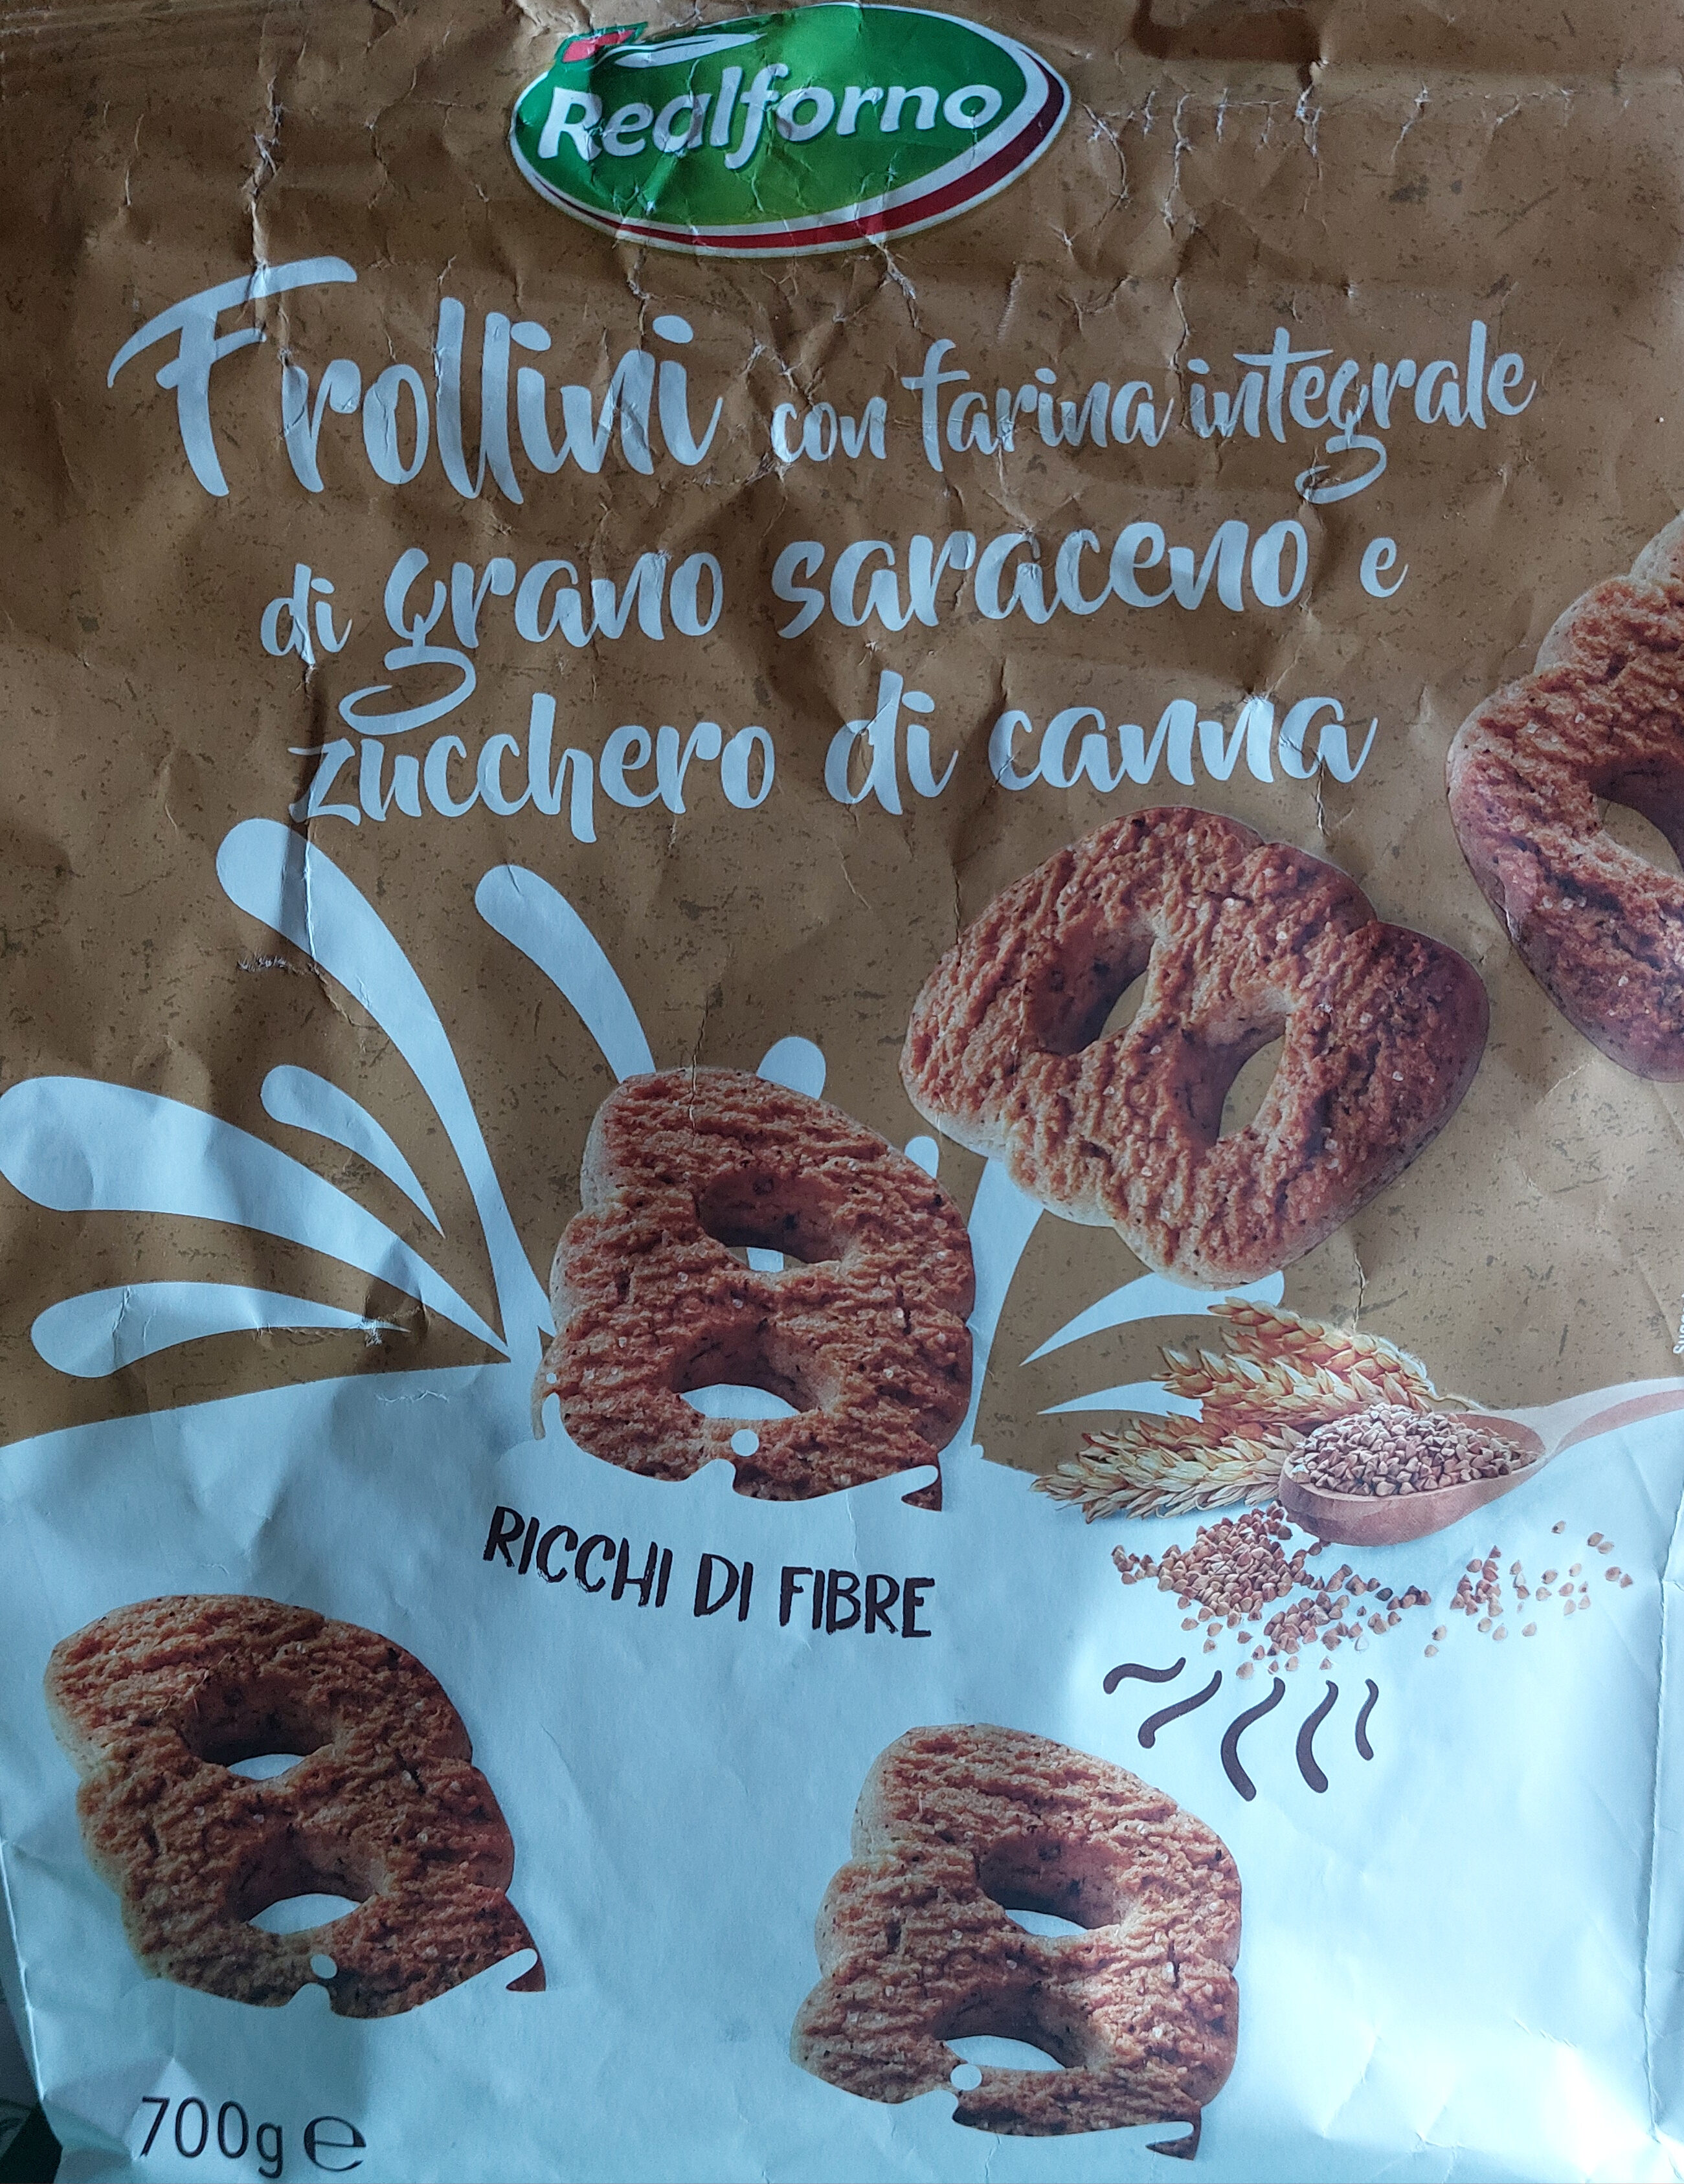 Realforno
Frollini con farina integrale
di grano saraceno e
zucchero di canna
RICCHI DI FIBRE
700g e